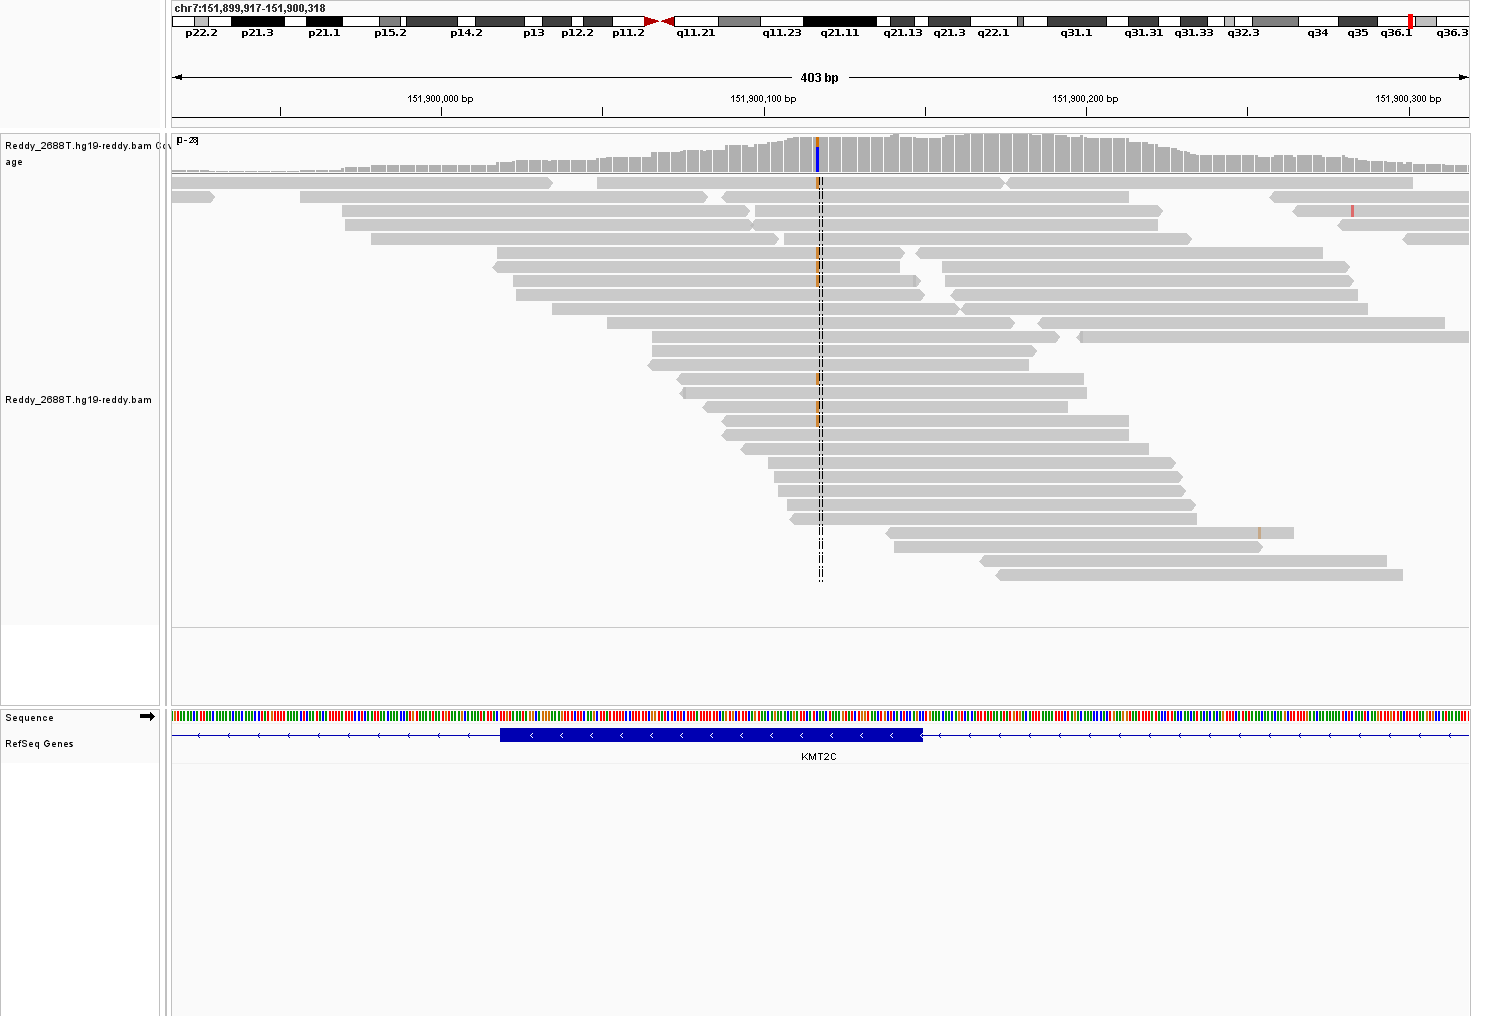 chr7:151,899,917-151,900,318
p22.2 p21.3 p21.1 p15.2 p14.2 p13 p12.2 p11.2 q11.21 q11.23 q21.11 q21.13 q21.3 q22.1 q31.1 q31.31 q31.33 q32.3 q34 q35 q36.1 q36.3
403 bp
151,900,000 bp 151,900,100 bp 151,900,200 bp 151,900,300 bp
[0-28]
Reddy_2688T.hg19-reddy.bam Cov
age
Reddy_2688T.hg19-reddy.bam
Sequence
RefSeq Genes
KMT2C